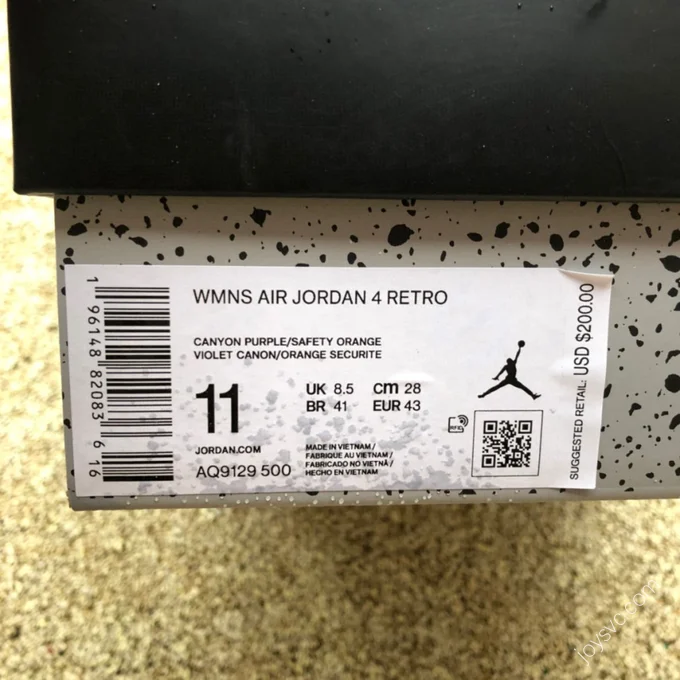 WMNS AIR JORDAN 4 RETRO
CANYON PURPLE/SAFETY ORANGE
VIOLET CANON/ORANGE SECURITE
11
UK 8.5 cm 28
BR 41 EUR 43
JORDAN.COM
AQ9129 500
MADE IN VIETNAM /
FABRIQUE AU VIETNAM /
FABRICADO NO VIETNÃ /
HECHO EN VIETNAM
RFID
1 96148 82083 6 16
SUGGESTED RETAIL: USD $200.00
joysvo.com